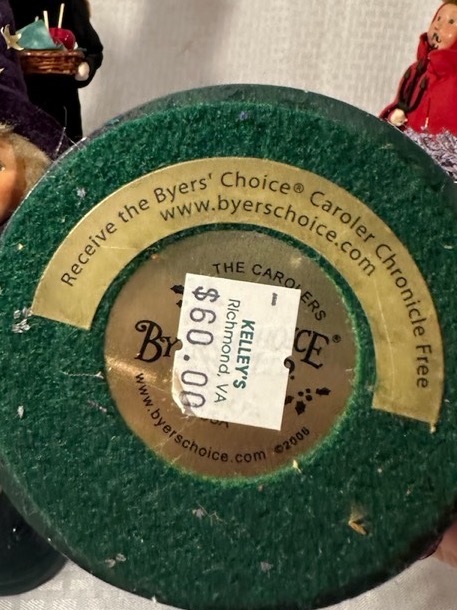 Receive the Byers' Choice® Caroler Chronicle Free
www.byerschoice.com
THE CAROLERS
BY CE®
KELLEY'S
Richmond, VA
$60.00
USA
www.byerschoice.com ©2006